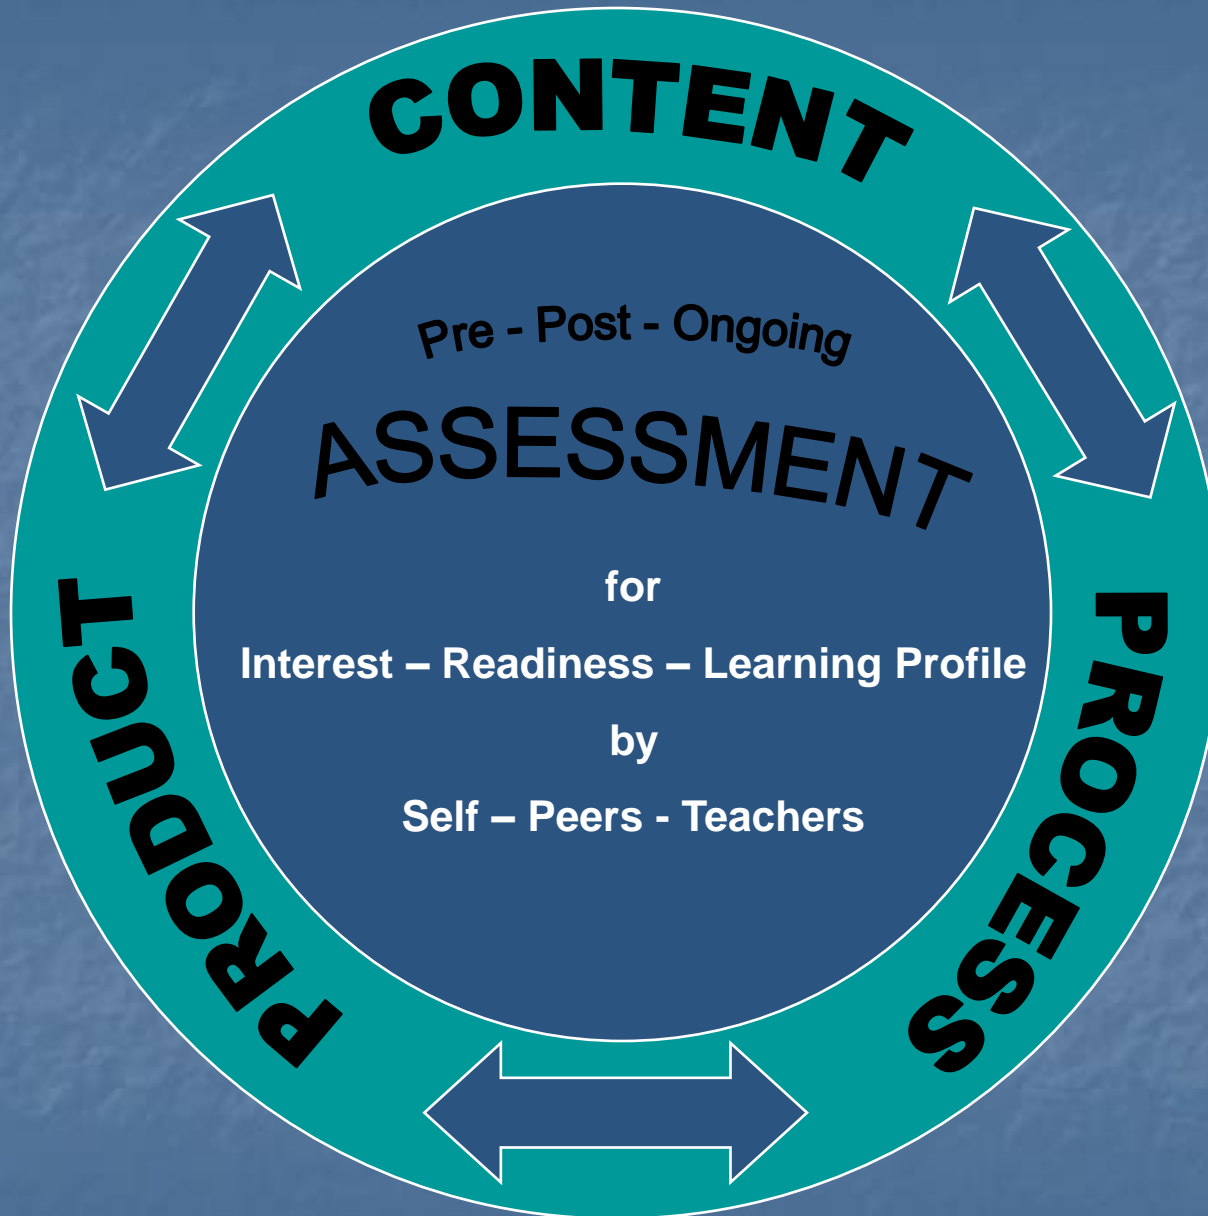 CONTENT
Pre - Post - Ongoing
ASSESSMENT
for
Interest – Readiness – Learning Profile
by
Self – Peers - Teachers
PRODUCT
PROCESS